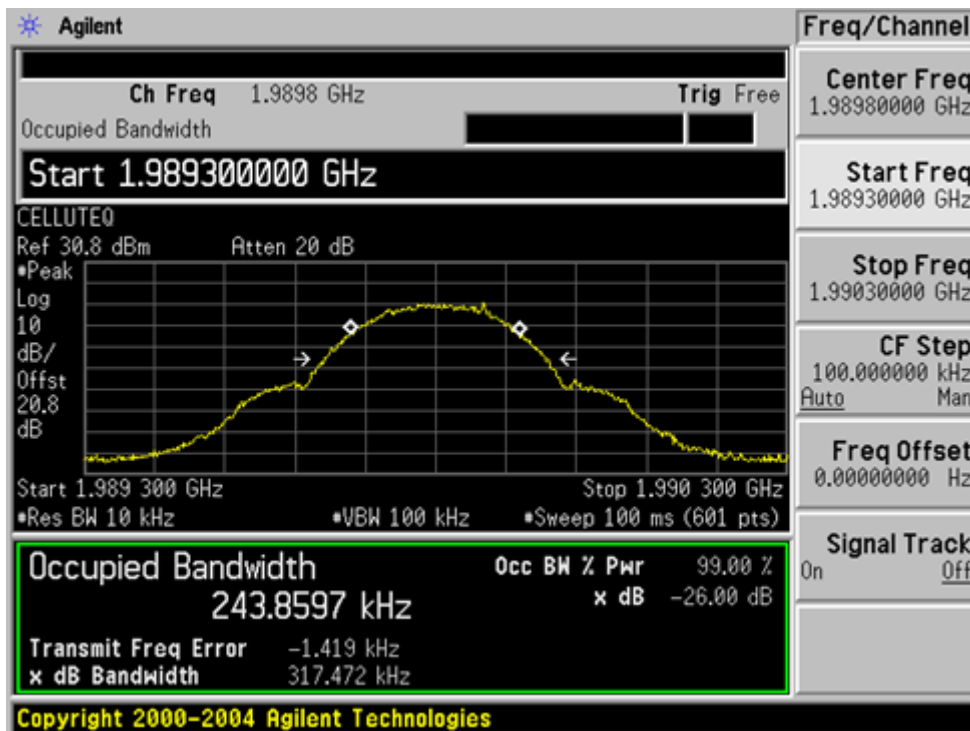 Agilent
Freq/Channel
Ch Freq 1.9898 GHz
Trig Free
Occupied Bandwidth
Start 1.989300000 GHz
CELLUTEQ
Ref 30.8 dBm Atten 20 dB
•Peak
Log
10
dB/
Offst
20.8
dB
Start 1.989 300 GHz
Stop 1.990 300 GHz
•Res BW 10 kHz
•VBW 100 kHz
•Sweep 100 ms (601 pts)
Occupied Bandwidth
243.8597 kHz
Occ BW % Pwr 99.00 %
x dB -26.00 dB
Transmit Freq Error -1.419 kHz
x dB Bandwidth 317.472 kHz
Copyright 2000-2004 Agilent Technologies
Center Freq
1.98980000 GHz
Start Freq
1.98930000 GHz
Stop Freq
1.99030000 GHz
CF Step
100.000000 kHz
Auto Man
Freq Offset
0.00000000 Hz
Signal Track
On Off